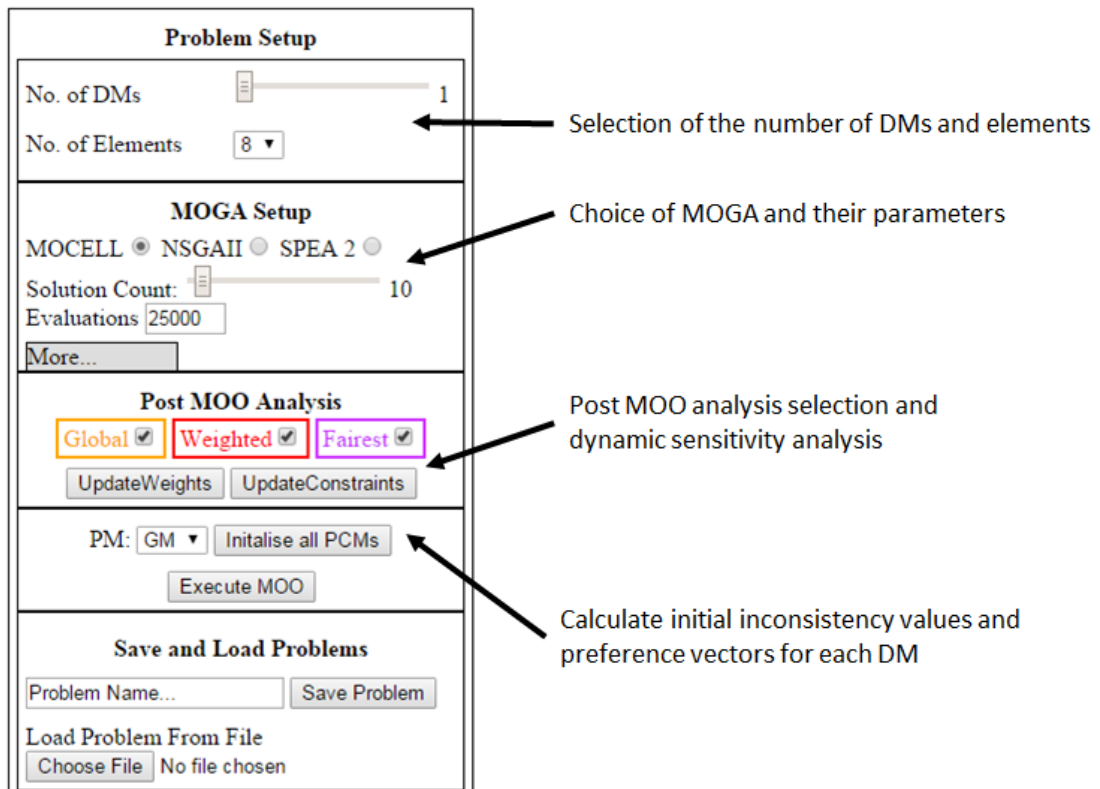 Problem Setup
No. of DMs 1
Selection of the number of DMs and elements
No. of Elements 8
MOGA Setup
Choice of MOGA and their parameters
MOCELL NSGAII SPEA 2
Solution Count: 10
Evaluations 25000
More...
Post MOO Analysis
Post MOO analysis selection and
dynamic sensitivity analysis
Global Weighted Fairest
UpdateWeights UpdateConstraints
PM: GM Initalise all PCMs
Execute MOO
Calculate initial inconsistency values and
preference vectors for each DM
Save and Load Problems
Problem Name... Save Problem
Load Problem From File
Choose File No file chosen